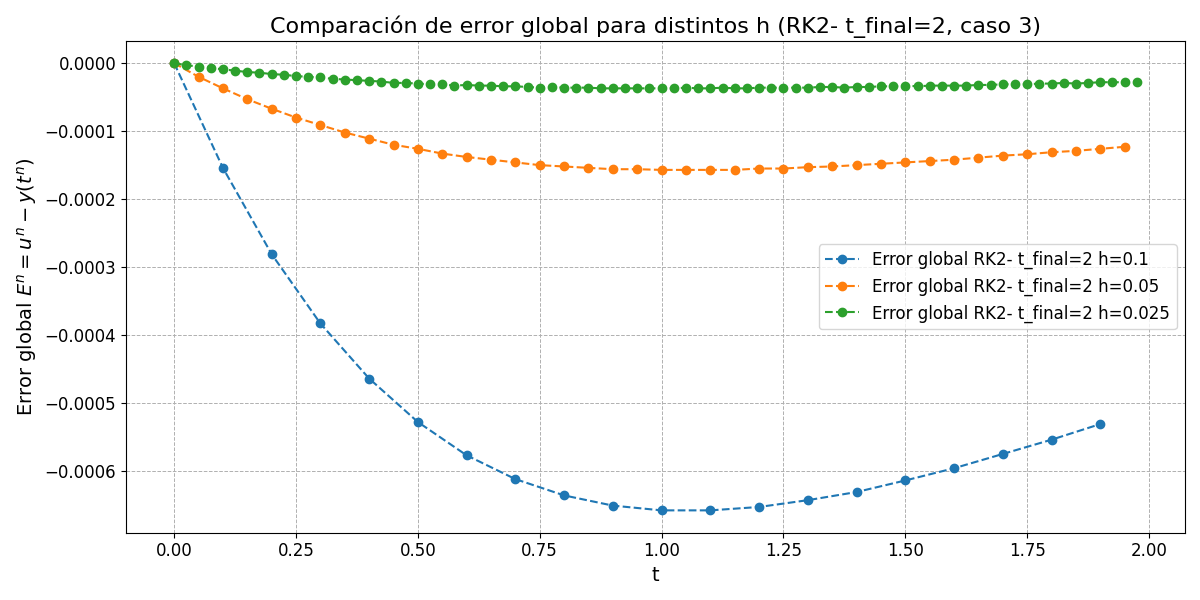 Comparación de error global para distintos h (RK2- t_final=2, caso 3)
Error global $E^n = u^n - y(t^n)$
0.0000
−0.0001
−0.0002
−0.0003
−0.0004
−0.0005
−0.0006
Error global RK2- t_final=2 h=0.1
Error global RK2- t_final=2 h=0.05
Error global RK2- t_final=2 h=0.025
0.00 0.25 0.50 0.75 1.00 1.25 1.50 1.75 2.00
t